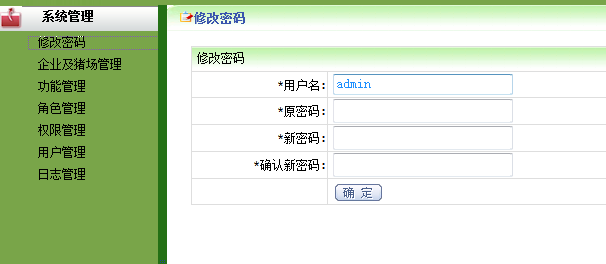 系统管理
修改密码
企业及猪场管理
功能管理
角色管理
权限管理
用户管理
日志管理
修改密码
修改密码
*用户名: admin
*原密码:
*新密码:
*确认新密码:
确 定